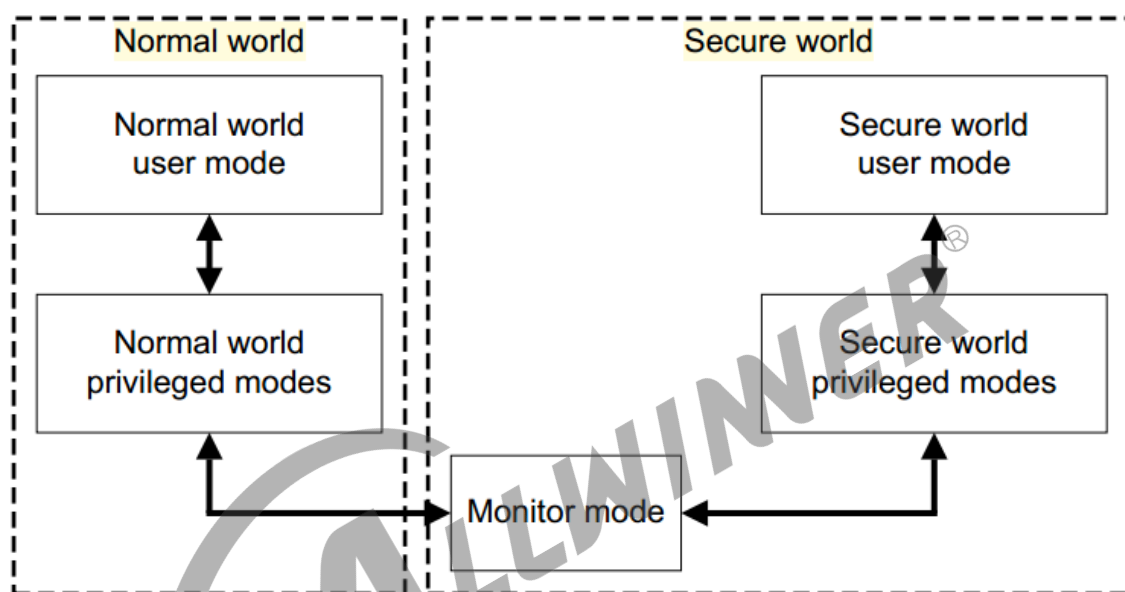 Normal world
Secure world
Normal world
user mode
Secure world
user mode
Normal world
privileged modes
Secure world
privileged modes
Monitor mode
ALLWINNER®